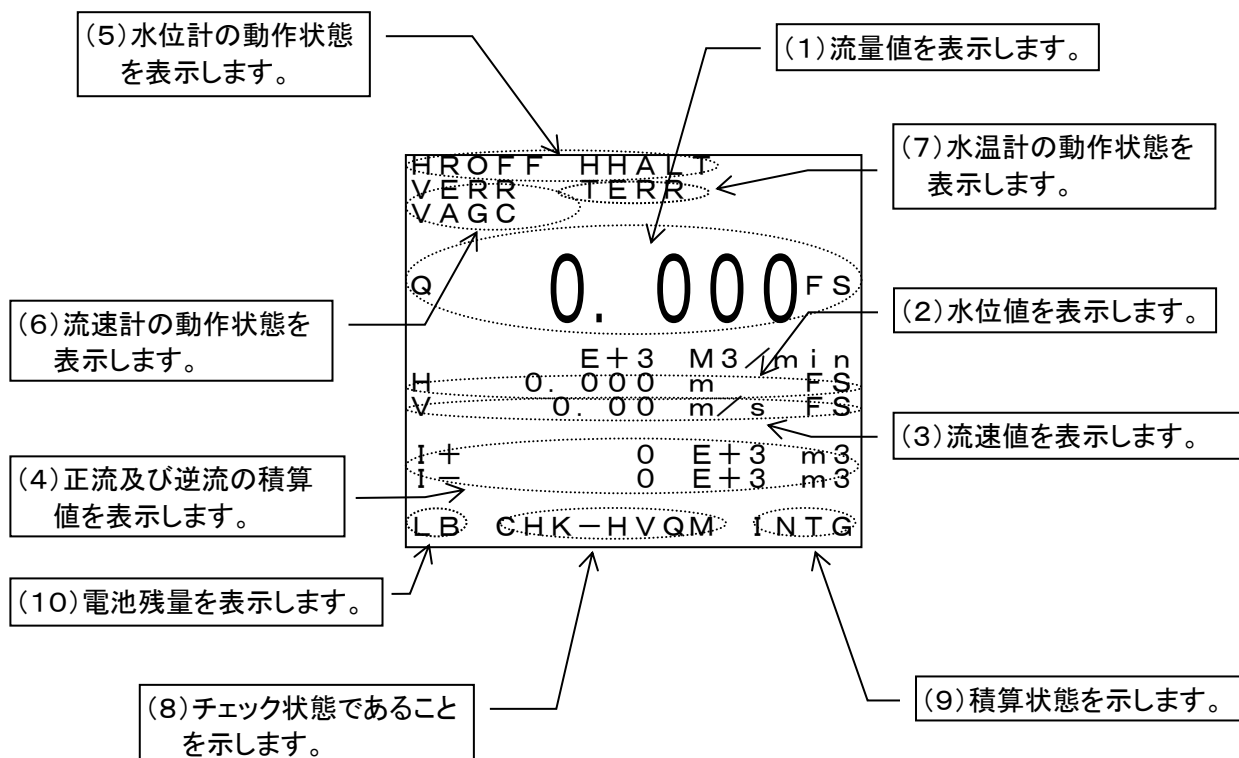 (5)水位計の動作状態
を表示します。
(1)流量値を表示します。
(7)水温計の動作状態を
表示します。
HROFF HHALT
VERR TERR
VAGC
Q 0.000 FS
E+3 M3/min
H 0.000 m FS
V 0.00 m/s FS
I+ 0 E+3 m3
I− 0 E+3 m3
LB CHK−HVQM INTG
(6)流速計の動作状態を
表示します。
(2)水位値を表示します。
(3)流速値を表示します。
(4)正流及び逆流の積算
値を表示します。
(10)電池残量を表示します。
(8)チェック状態であること
を示します。
(9)積算状態を示します。